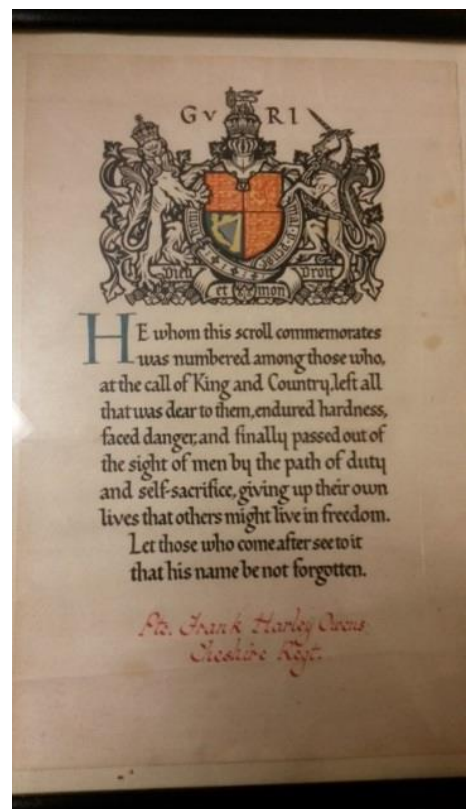 G V R I
Dieu et mon Droit
HE whom this scroll commemorates
was numbered among those who,
at the call of King and Country, left all
that was dear to them, endured hardness,
faced danger, and finally passed out of
the sight of men by the path of duty
and self-sacrifice, giving up their own
lives that others might live in freedom.
Let those who come after see to it
that his name be not forgotten.
Pte. Frank Harley Owens
Cheshire Regt.